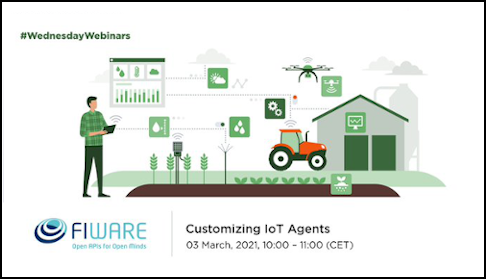 #WednesdayWebinars
FIWARE
Open APIs for Open Minds
Customizing IoT Agents
03 March, 2021, 10:00 – 11:00 (CET)